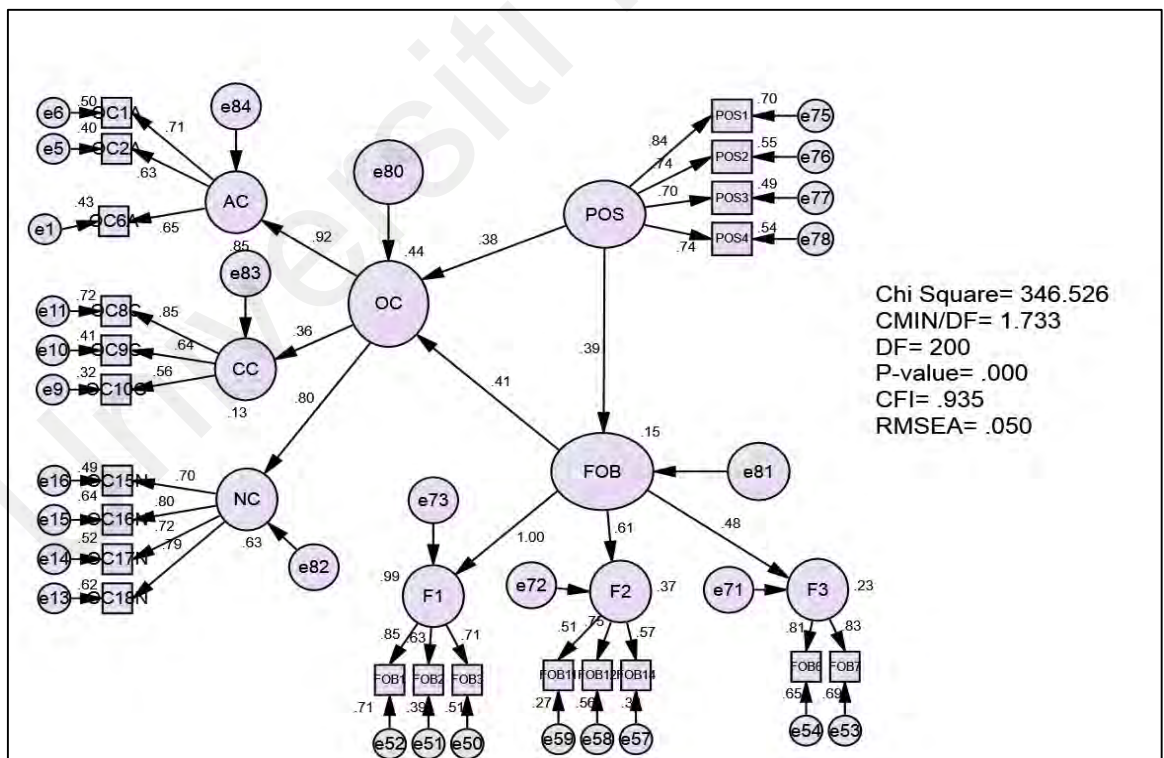 Universiti
e84
e6 .50 OC1A .71
e5 .40 OC2A .63
e1 .43 OC6A .65
AC .85
e80
.92 .44
OC
POS .38
.84 POS1 .70 e75
.74 POS2 .55 e76
.70 POS3 .49 e77
.74 POS4 .54 e78
e83
e11 .72 OC8C .85
e10 .41 OC9C .64
e9 .32 OC10C .56
CC .13 .36
.80 .41 .39
e16 .49 OC15N .70
e15 .64 OC16N .80
e14 .52 OC17N .72
e13 .62 OC18N .79
NC .63 e82
FOB .15 e81
e73 1.00 .61 .48
.99 F1
e72 F2 .37
e71 F3 .23
.85 .63 .71
.51 .75 .57
.81 .83
FOB1 FOB2 FOB3
FOB11 FOB12 FOB14
FOB6 FOB7
.71 .39 .51
.27 .56
.65 .69
e52 e51 e50
e59 e58 e57
e54 e53
Chi Square= 346.526
CMIN/DF= 1.733
DF= 200
P-value= .000
CFI= .935
RMSEA= .050